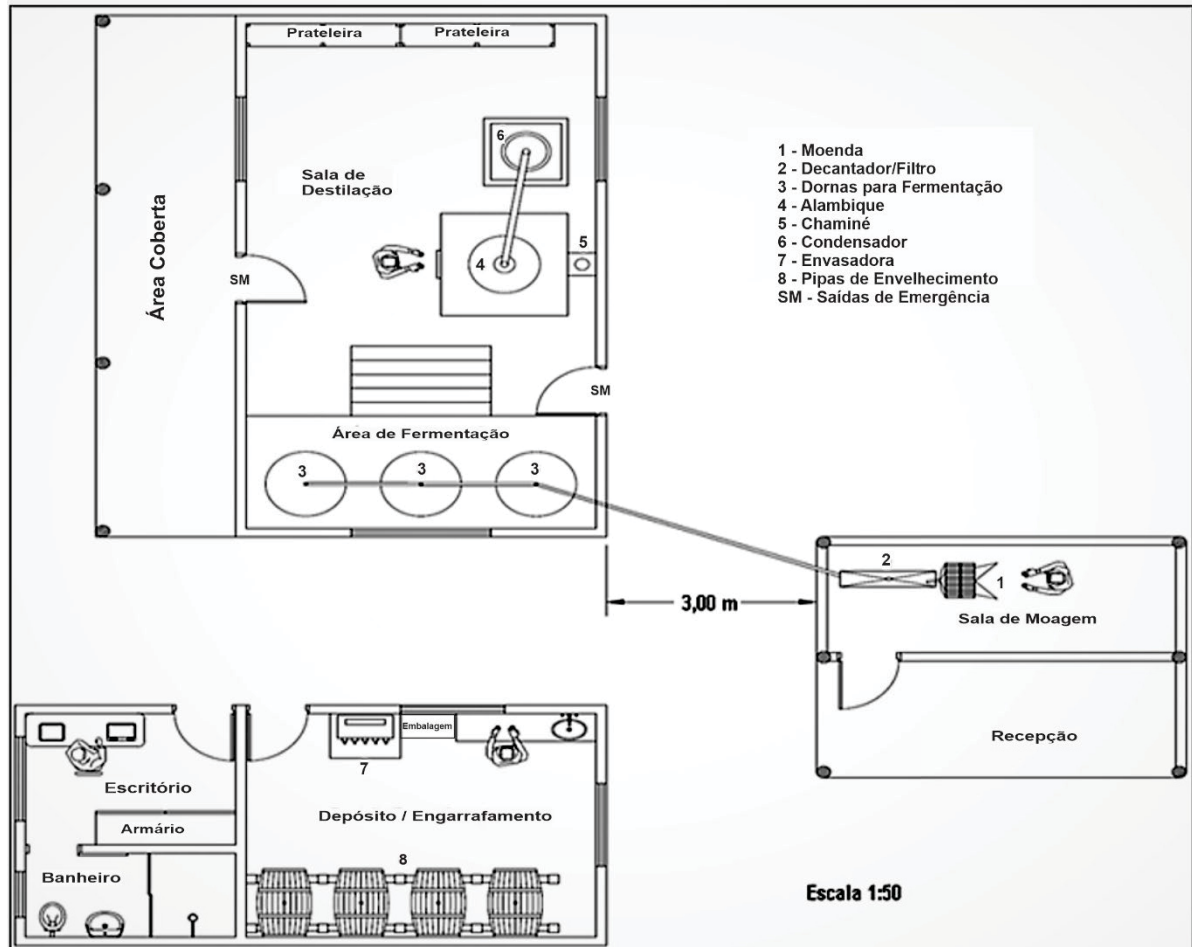 Prateleira
Prateleira
6
Sala de
Destilação
5
4
SM
Área Coberta
SM
Área de Fermentação
3
3
3
1 - Moenda
2 - Decantador/Filtro
3 - Dornas para Fermentação
4 - Alambique
5 - Chaminé
6 - Condensador
7 - Envasadora
8 - Pipas de Envelhecimento
SM - Saídas de Emergência
2
1
3,00 m
Sala de Moagem
Recepção
Embalagem
7
Escritório
Depósito / Engarrafamento
Armário
8
Banheiro
Escala 1:50